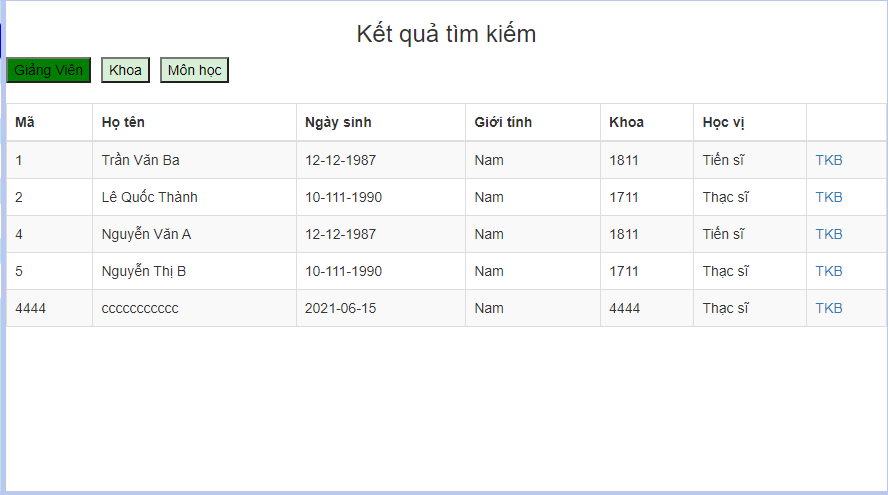 Kết quả tìm kiếm
Giảng Viên Khoa Môn học
Mã Họ tên Ngày sinh Giới tính Khoa Học vị
1 Trần Văn Ba 12-12-1987 Nam 1811 Tiến sĩ TKB
2 Lê Quốc Thành 10-111-1990 Nam 1711 Thạc sĩ TKB
4 Nguyễn Văn A 12-12-1987 Nam 1811 Tiến sĩ TKB
5 Nguyễn Thị B 10-111-1990 Nam 1711 Thạc sĩ TKB
4444 ccccccccccc 2021-06-15 Nam 4444 Thạc sĩ TKB